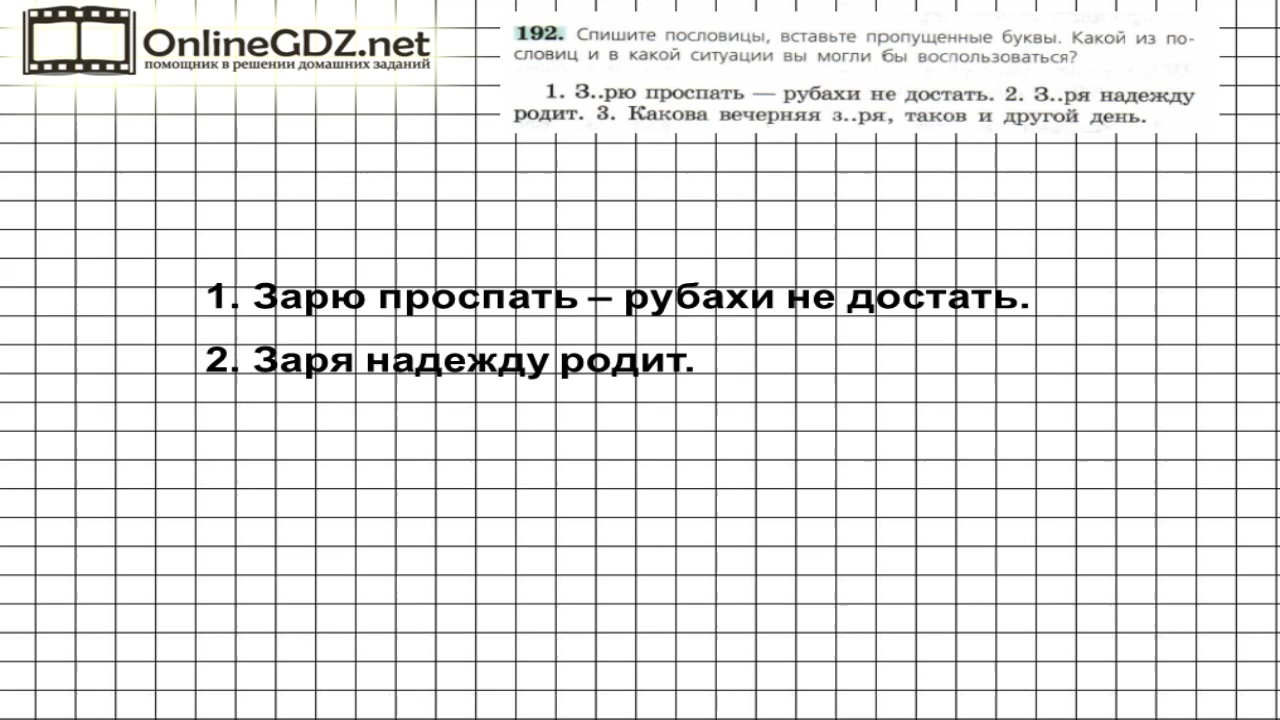 OnlineGDZ.net
помощник в решении домашних заданий
192. Спишите пословицы, вставьте пропущенные буквы. Какой из по-
словиц и в какой ситуации вы могли бы воспользоваться?
1. З..рю проспать — рубахи не достать. 2. З..ря надежду
родит. 3. Какова вечерняя з..ря, таков и другой день.
1. Зарю проспать – рубахи не достать.
2. Заря надежду родит.